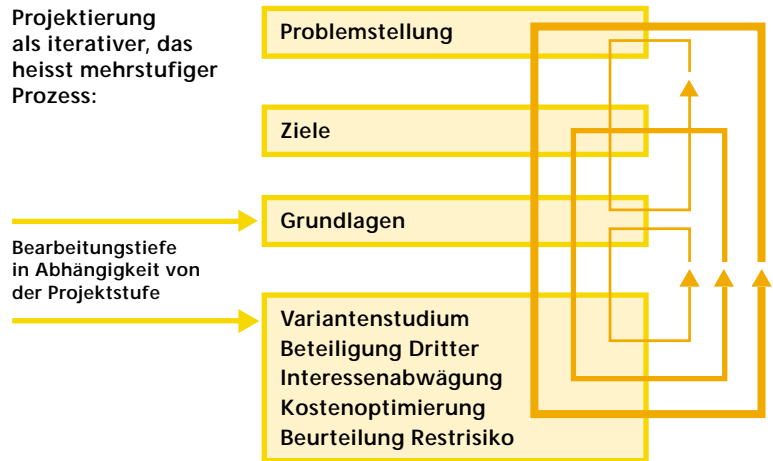 Projektierung
als iterativer, das
heisst mehrstufiger
Prozess:
Problemstellung
Ziele
Grundlagen
Bearbeitungstiefe
in Abhängigkeit von
der Projektstufe
Variantenstudium
Beteiligung Dritter
Interessenabwägung
Kostenoptimierung
Beurteilung Restrisiko